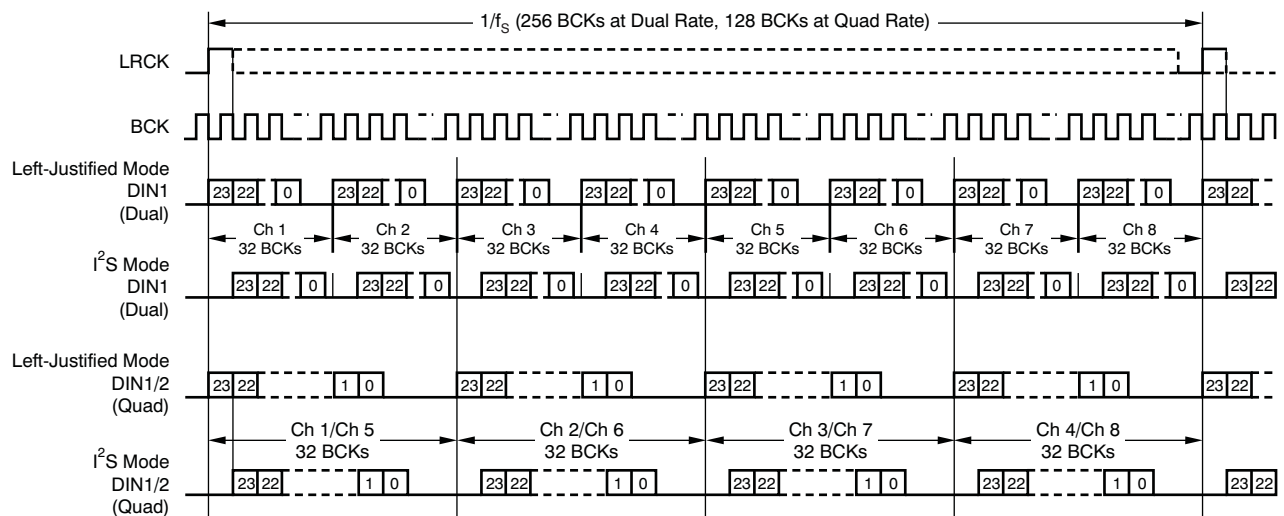 1/fS (256 BCKs at Dual Rate, 128 BCKs at Quad Rate)
LRCK
BCK
Left-Justified Mode
DIN1
(Dual)
23 22 0 23 22 0 23 22 0 23 22 0 23 22 0 23 22 0 23 22 0 23 22 0 23 22
Ch 1 Ch 2 Ch 3 Ch 4 Ch 5 Ch 6 Ch 7 Ch 8
32 BCKs 32 BCKs 32 BCKs 32 BCKs 32 BCKs 32 BCKs 32 BCKs 32 BCKs
I²S Mode
DIN1
(Dual)
23 22 0 23 22 0 23 22 0 23 22 0 23 22 0 23 22 0 23 22 0 23 22 0 23 22
Left-Justified Mode
DIN1/2
(Quad)
23 22 1 0 23 22 1 0 23 22 1 0 23 22 1 0 23 22
Ch 1/Ch 5 Ch 2/Ch 6 Ch 3/Ch 7 Ch 4/Ch 8
32 BCKs 32 BCKs 32 BCKs 32 BCKs
I²S Mode
DIN1/2
(Quad)
23 22 1 0 23 22 1 0 23 22 1 0 23 22 1 0 23 22